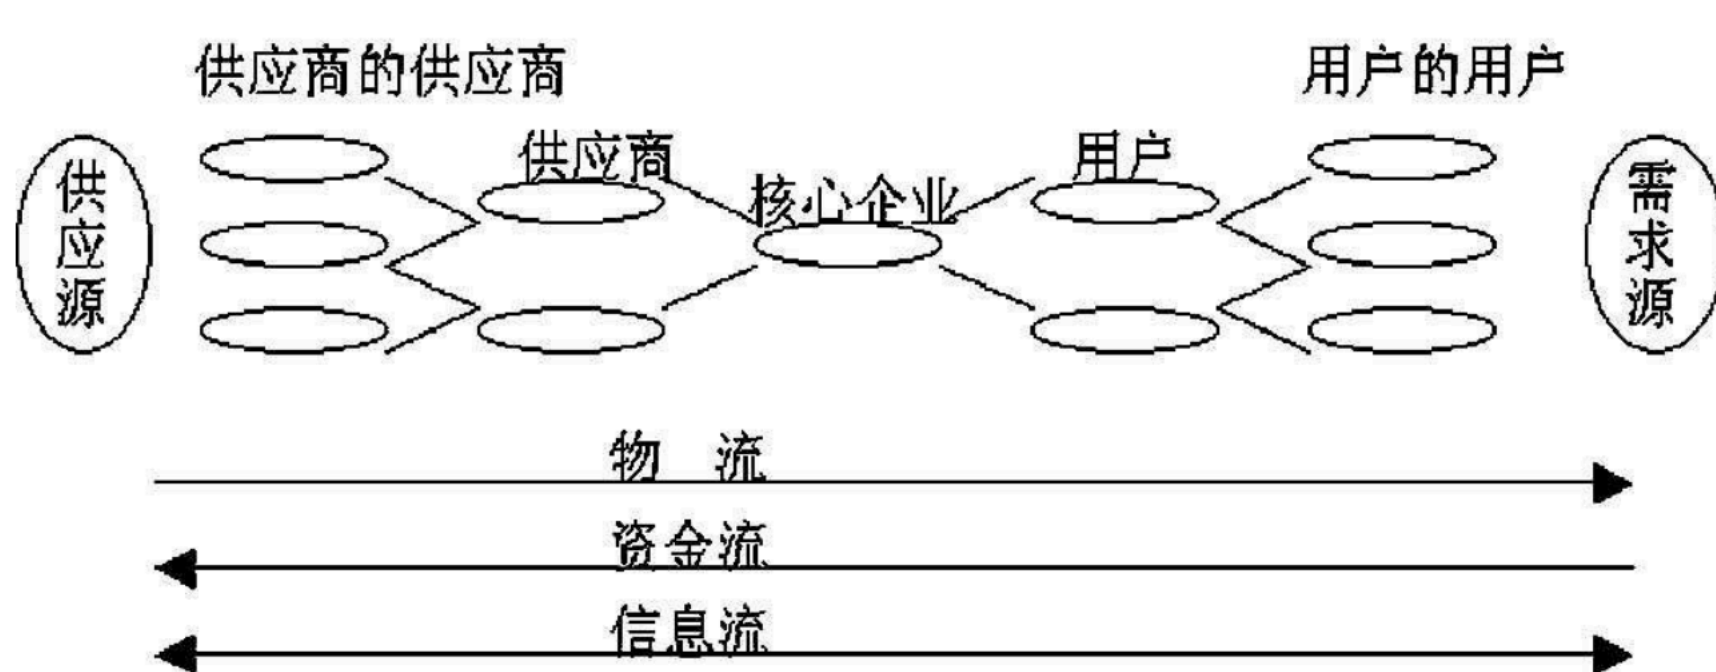 供应商的供应商
用户的用户
供应商
用户
核心企业
供应源
需求源
物 流
资金流
信息流